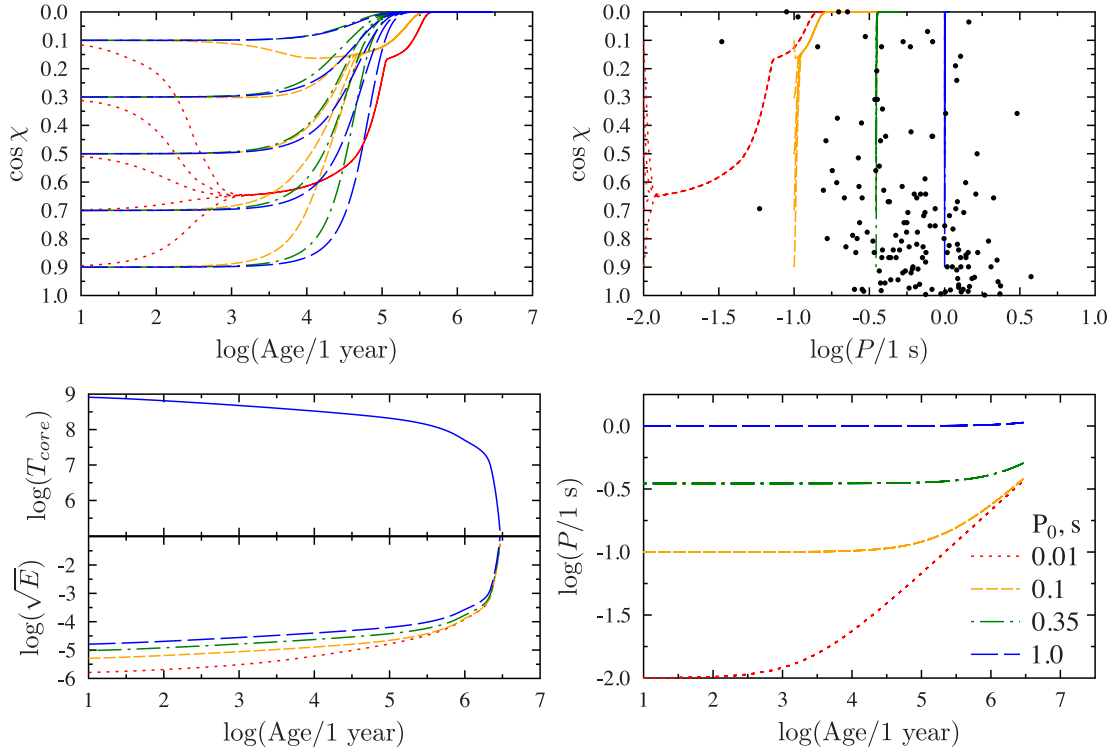 0.0
0.1
0.2
0.3
0.4
0.5
0.6
0.7
0.8
0.9
1.0
cos χ
1 2 3 4 5 6 7
log(Age/1 year)
0.0
0.1
0.2
0.3
0.4
0.5
0.6
0.7
0.8
0.9
1.0
cos χ
-2.0 -1.5 -1.0 -0.5 0.0 0.5 1.0
log(P/1 s)
9
8
7
6
log(T_core)
-2
-3
-4
-5
-6
log(√E)
1 2 3 4 5 6 7
log(Age/1 year)
0.0
-0.5
-1.0
-1.5
-2.0
log(P/1 s)
P₀, s
0.01
0.1
0.35
1.0
1 2 3 4 5 6 7
log(Age/1 year)